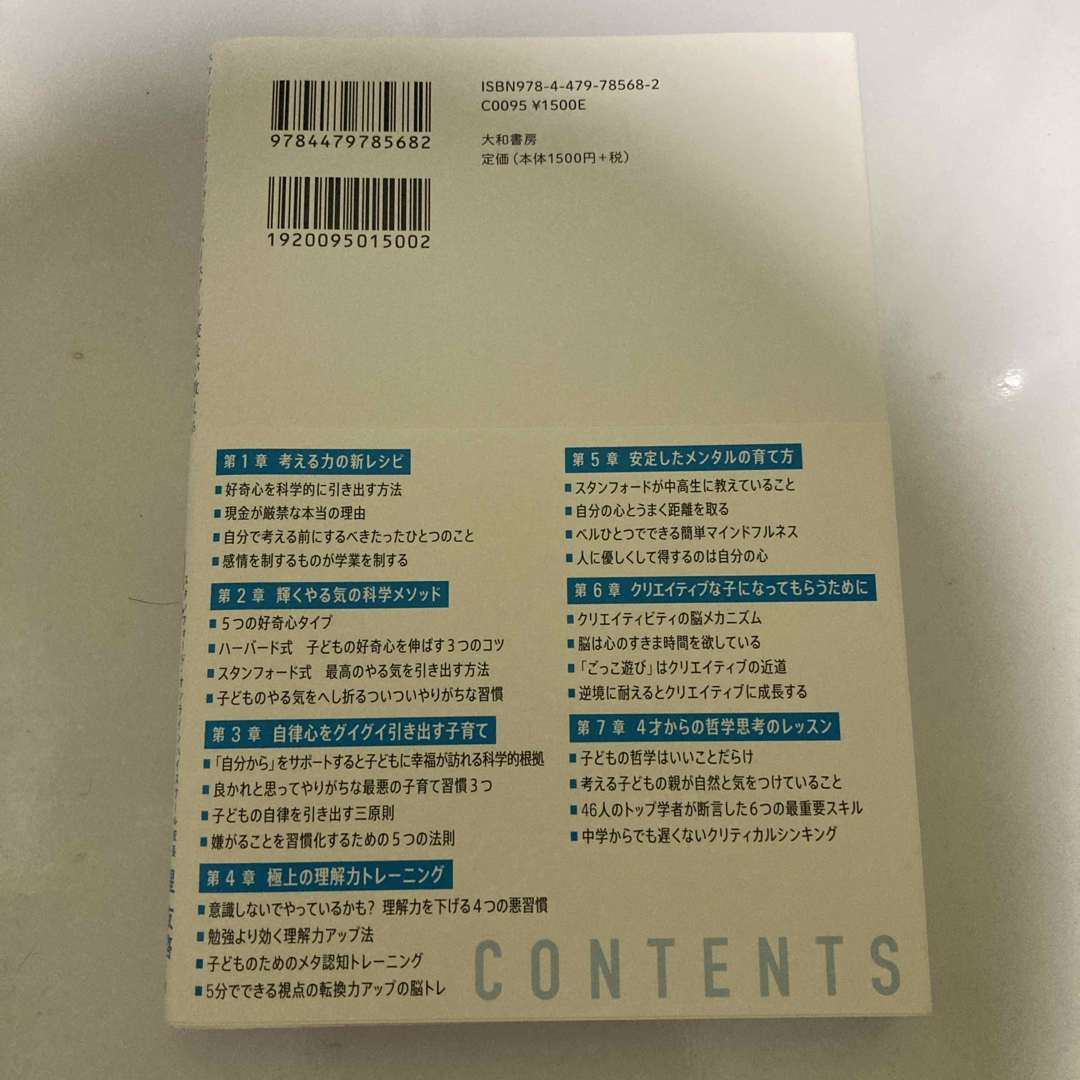 ISBN978-4-479-78568-2
C0095 ¥1500E
9784479785682
大和書房
定価(本体1500円+税)
1920095015002
第1章 考える力の新レシピ
■好奇心を科学的に引き出す方法
■現金が厳禁な本当の理由
■自分で考える前にするべきたったひとつのこと
■感情を制するものが学業を制する
第2章 輝くやる気の科学メソッド
■5つの好奇心タイプ
■ハーバード式 子どもの好奇心を伸ばす3つのコツ
■スタンフォード式 最高のやる気を引き出す方法
■子どものやる気をへし折るついついやりがちな習慣
第3章 自律心をグイグイ引き出す子育て
■「自分から」をサポートすると子どもに幸福が訪れる科学的根拠
■良かれと思ってやりがちな最悪の子育て習慣3つ
■子どもの自律を引き出す三原則
■嫌がることを習慣化するための5つの法則
第4章 極上の理解力トレーニング
■意識しないでやっているかも? 理解力を下げる4つの悪習慣
■勉強より効く理解力アップ法
■子どものためのメタ認知トレーニング
■5分でできる視点の転換力アップの脳トレ
第5章 安定したメンタルの育て方
■スタンフォードが中高生に教えていること
■自分の心とうまく距離を取る
■ベルひとつでできる簡単マインドフルネス
■人に優しくして得するのは自分の心
第6章 クリエイティブな子になってもらうために
■クリエイティビティの脳メカニズム
■脳は心のすきま時間を欲している
■「ごっこ遊び」はクリエイティブの近道
■逆境に耐えるとクリエイティブに成長する
第7章 4才からの哲学思考のレッスン
■子どもの哲学はいいことだらけ
■考える子どもの親が自然と気をつけていること
■46人のトップ学者が断言した6つの最重要スキル
■中学からでも遅くないクリティカルシンキング
CONTENTS
スタンフォード・オンラインハイスクール校長